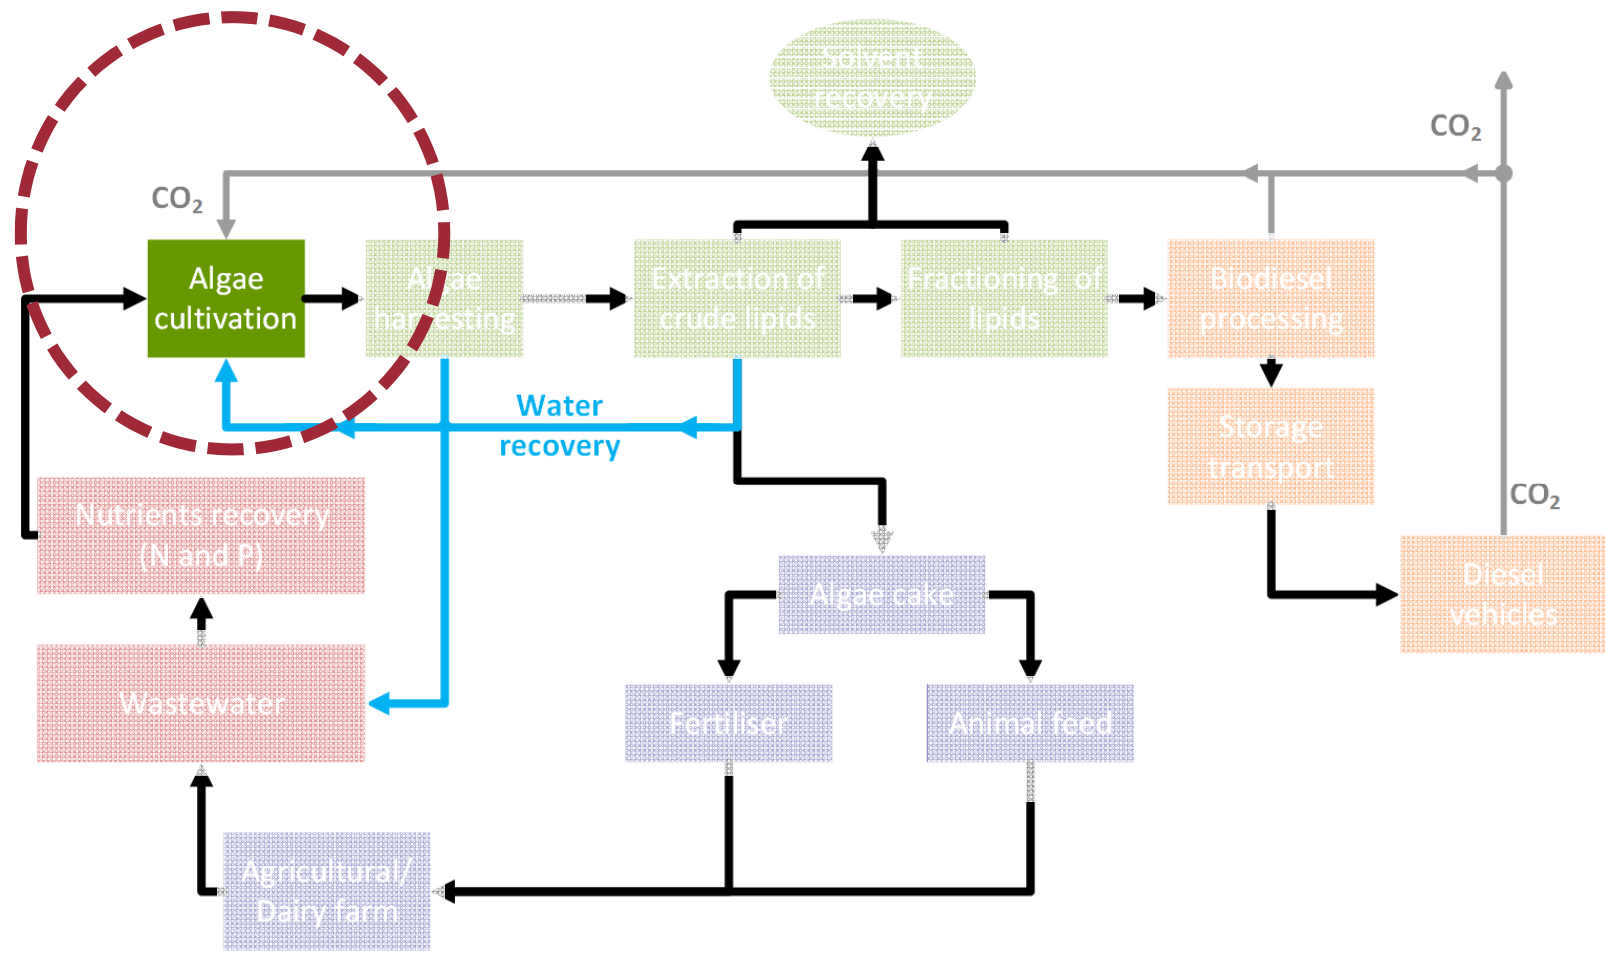 Solvent
recovery
CO2
CO2
Algae
cultivation
Algae
harvesting
Extraction of
crude lipids
Fractioning of
lipids
Biodiesel
processing
Water
recovery
Storage
transport
CO2
Nutrients recovery
(N and P)
Algae cake
Diesel
vehicles
Wastewater
Fertiliser
Animal feed
Agricultural/
Dairy farm